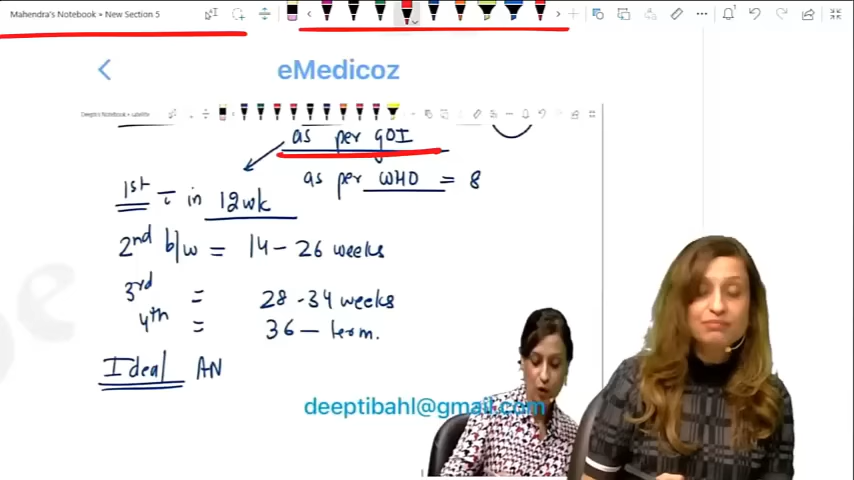 Mahendra's Notebook • New Section 5
eMedicoz
as per GOI
as per WHO = 8
1st c̄ in 12wk
2nd b/w = 14 - 26 weeks
3rd = 28 - 34 weeks
4th = 36 - term.
Ideal AN
deeptibahl@gmail.com